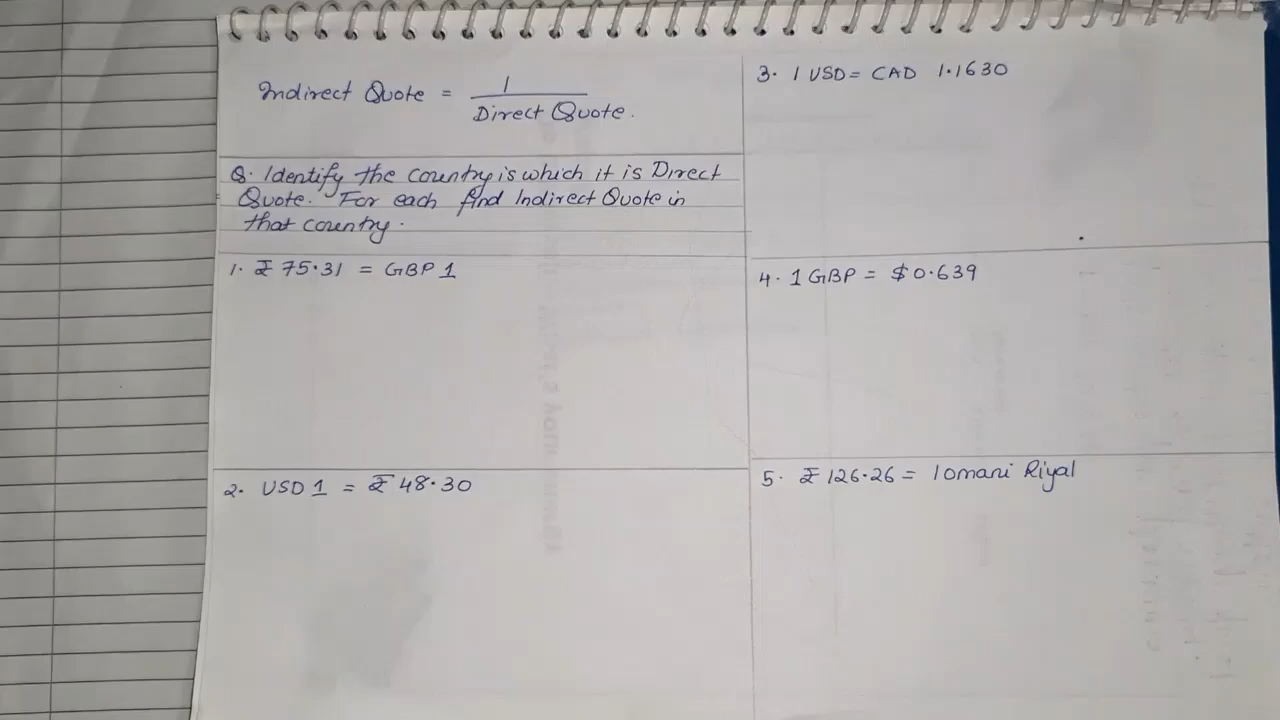 Indirect Quote = 1
Direct Quote.
Q. Identify the country is which it is Direct
Quote. For each find Indirect Quote in
that country.
1. ₹ 75.31 = GBP 1
2. USD 1 = ₹ 48.30
3. 1 USD = CAD 1.1630
4. 1 GBP = $ 0.639
5. ₹ 126.26 = 1 Omani Riyal